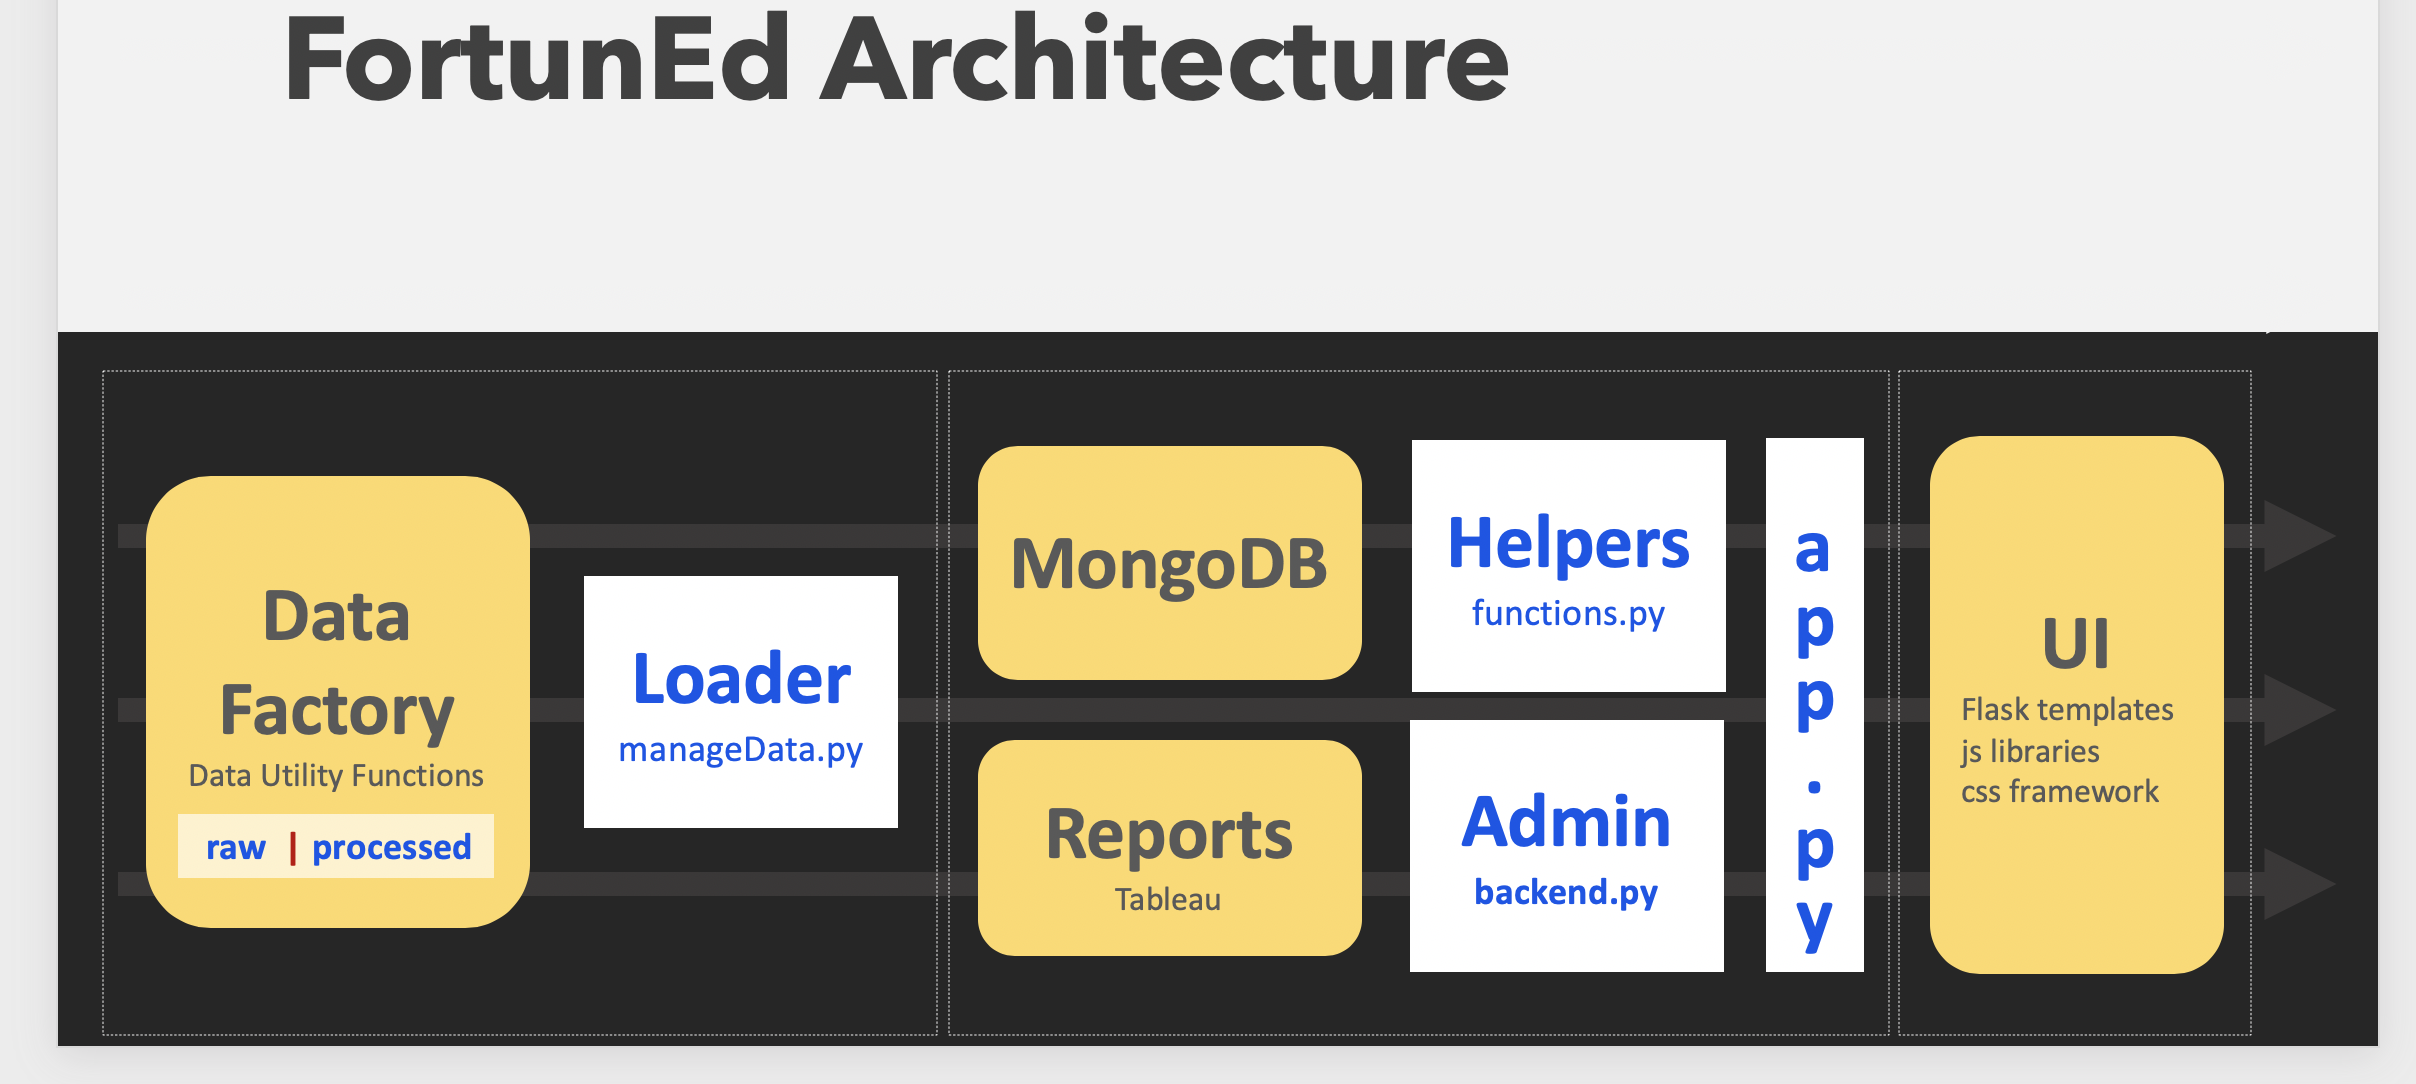 FortunEd Architecture
Data
Factory
Data Utility Functions
raw | processed
Loader
manageData.py
MongoDB
Reports
Tableau
Helpers
functions.py
Admin
backend.py
app.py
UI
Flask templates
js libraries
css framework